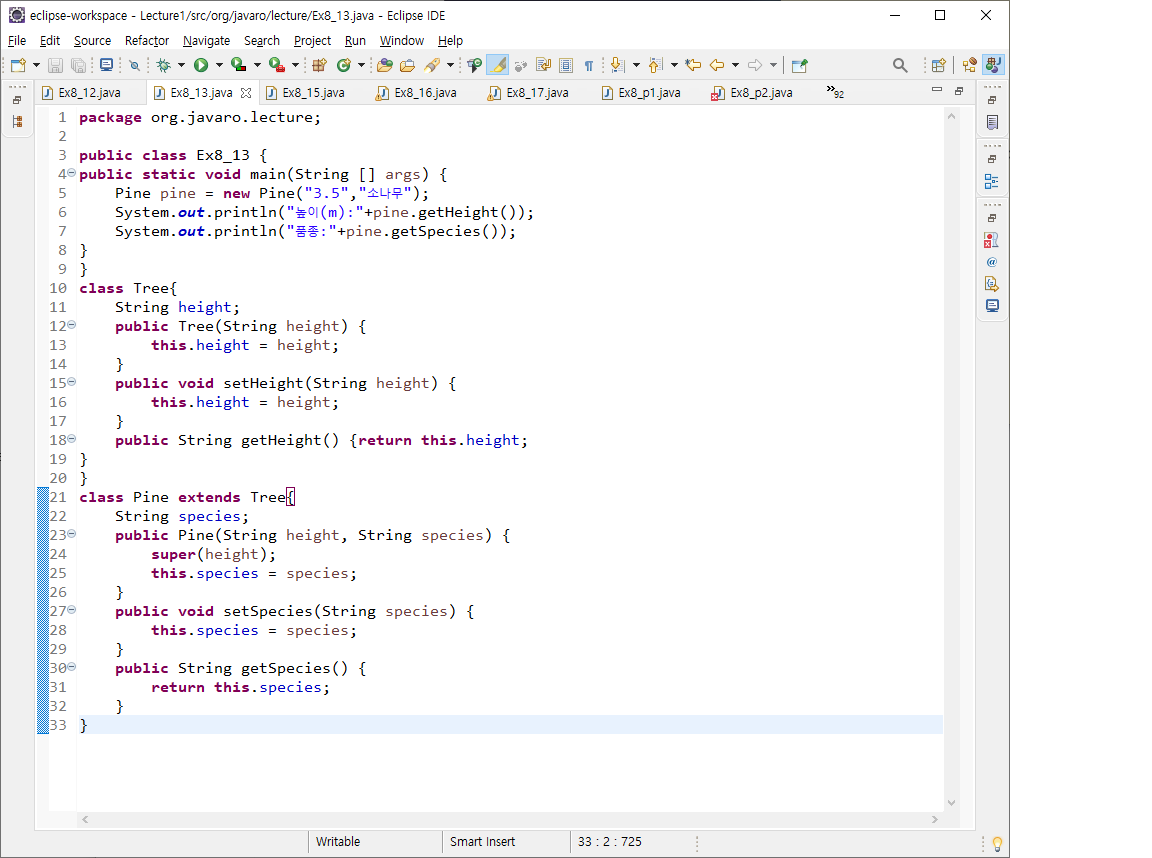 eclipse-workspace - Lecture1/src/org/javaro/lecture/Ex8_13.java - Eclipse IDE
File Edit Source Refactor Navigate Search Project Run Window Help
Ex8_12.java Ex8_13.java Ex8_15.java Ex8_16.java Ex8_17.java Ex8_p1.java Ex8_p2.java »92
1 package org.javaro.lecture;
2
3 public class Ex8_13 {
4 public static void main(String [] args) {
5 Pine pine = new Pine("3.5","소나무");
6 System.out.println("높이(m):"+pine.getHeight());
7 System.out.println("품종:"+pine.getSpecies());
8 }
9 }
10 class Tree{
11 String height;
12 public Tree(String height) {
13 this.height = height;
14 }
15 public void setHeight(String height) {
16 this.height = height;
17 }
18 public String getHeight() {return this.height;
19 }
20 }
21 class Pine extends Tree{
22 String species;
23 public Pine(String height, String species) {
24 super(height);
25 this.species = species;
26 }
27 public void setSpecies(String species) {
28 this.species = species;
29 }
30 public String getSpecies() {
31 return this.species;
32 }
33 }
Writable Smart Insert 33 : 2 : 725